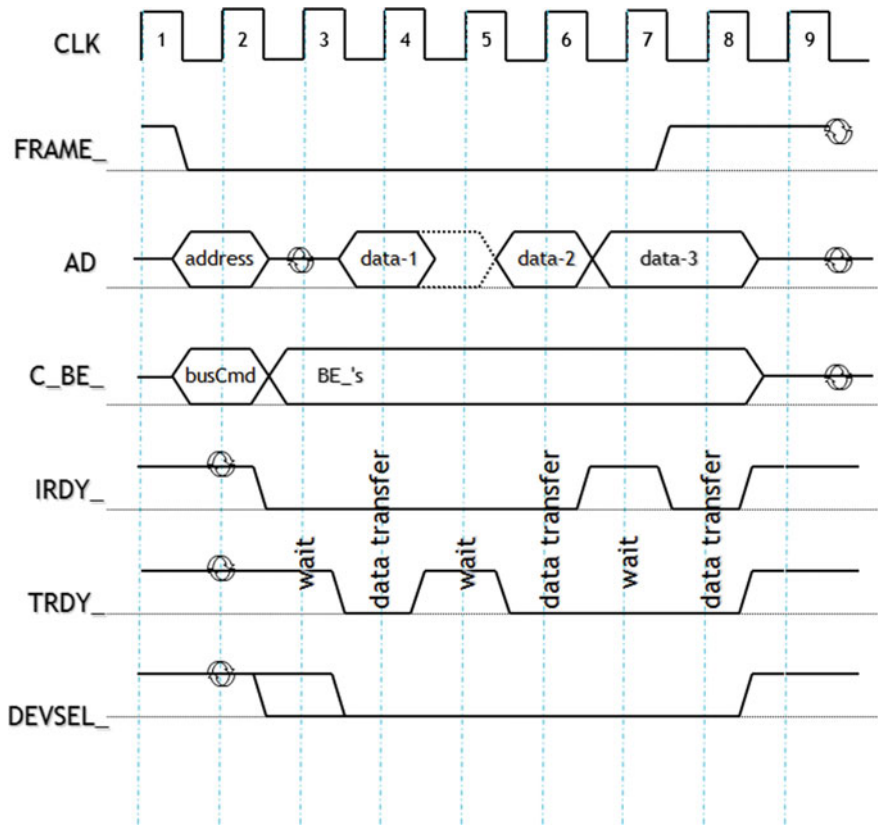 CLK 1 2 3 4 5 6 7 8 9
FRAME_
AD address data-1 data-2 data-3
C_BE_ busCmd BE_'s
IRDY_
wait
data transfer
wait
data transfer
wait
data transfer
TRDY_
DEVSEL_